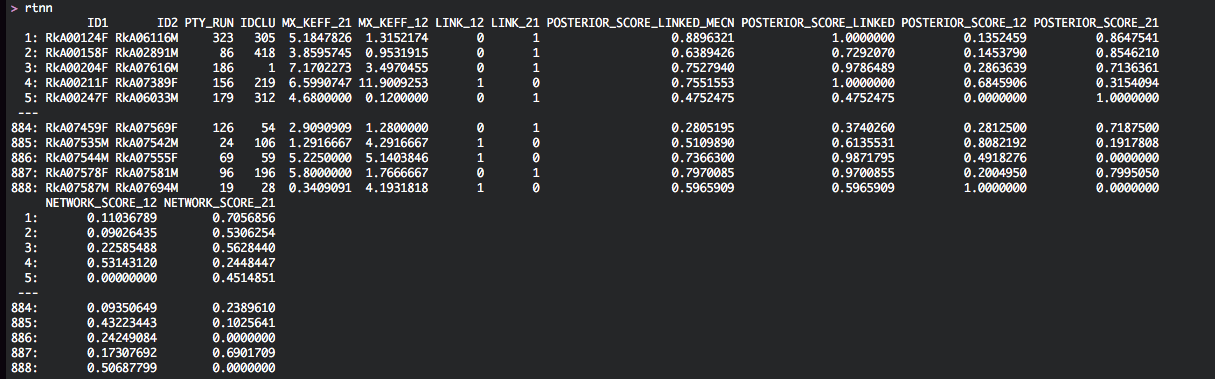 > rtnn
ID1 ID2 PTY_RUN IDCLU MX_KEFF_21 MX_KEFF_12 LINK_12 LINK_21 POSTERIOR_SCORE_LINKED_MECN POSTERIOR_SCORE_LINKED POSTERIOR_SCORE_12 POSTERIOR_SCORE_21
1: RkA00124F RkA06116M 323 305 5.1847826 1.3152174 0 1 0.8896321 1.0000000 0.1352459 0.8647541
2: RkA00158F RkA02891M 86 418 3.8595745 0.9531915 0 1 0.6389426 0.7292070 0.1453790 0.8546210
3: RkA00204F RkA07616M 186 1 7.1702273 3.4970455 0 1 0.7527940 0.9786489 0.2863639 0.7136361
4: RkA00211F RkA07389F 156 219 6.5990747 11.9009253 1 0 0.7551553 1.0000000 0.6845906 0.3154094
5: RkA00247F RkA06033M 179 312 4.6800000 0.1200000 0 1 0.4752475 0.4752475 0.0000000 1.0000000
---
884: RkA07459F RkA07569F 126 54 2.9090909 1.2800000 0 1 0.2805195 0.3740260 0.2812500 0.7187500
885: RkA07535M RkA07542M 24 106 1.2916667 4.2916667 1 0 0.5109890 0.6135531 0.8082192 0.1917808
886: RkA07544M RkA07555F 69 59 5.2250000 5.1403846 1 0 0.7366300 0.9871795 0.4918276 0.0000000
887: RkA07578F RkA07581M 96 196 5.8000000 1.7666667 0 1 0.7970085 0.9700855 0.2004950 0.7995050
888: RkA07587M RkA07694M 19 28 0.3409091 4.1931818 1 0 0.5965909 0.5965909 1.0000000 0.0000000
NETWORK_SCORE_12 NETWORK_SCORE_21
1: 0.11036789 0.7056856
2: 0.09026435 0.5306254
3: 0.22585488 0.5628440
4: 0.53143120 0.2448447
5: 0.00000000 0.4514851
---
884: 0.09350649 0.2389610
885: 0.43223443 0.1025641
886: 0.24249084 0.0000000
887: 0.17307692 0.6901709
888: 0.50687799 0.0000000